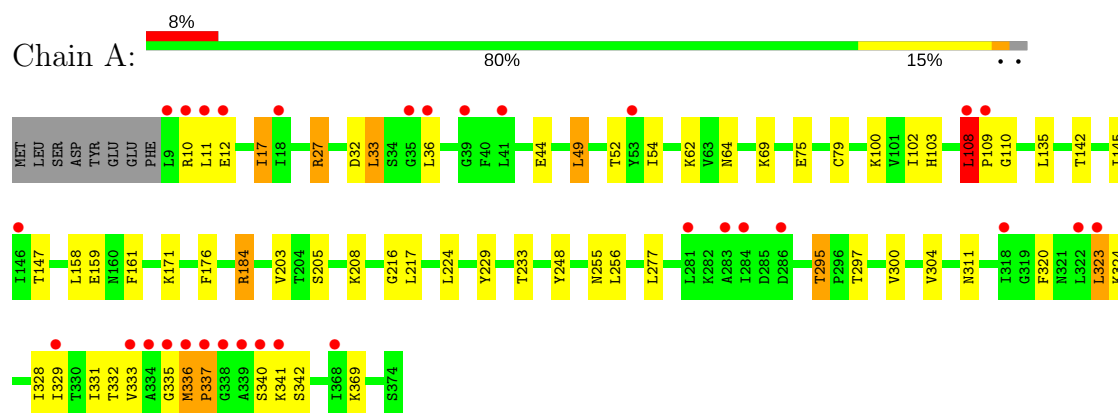 8%
Chain A:
80% 15% • •
MET LEU SER ASP TYR GLU GLU PHE L9 R10 L11 E12 I17 T18 R27 D32 L33 S34 G35 L36 G39 F40 L41 E44 L49 T52 Y53 I54 K62 V63 N64 K69 E75 C79 K100 V101 I102 H103 L108 P109 G110 L135 T142
I146 T147 L158 E159 N160 F161 K171 F176 R184 V203 T204 S205 K208 G216 L217 L224 Y229 T233 Y248 N255 L256 L277 L281 K282 A283 I284 D285 D286 T295 P296 T297 V300 V304 N311 I318 G319 F320 N321 L322 L323
I328 I329 T330 I331 T332 V333 A334 G335 M336 P337 G338 A339 S340 K341 S342 I368 K369 S374